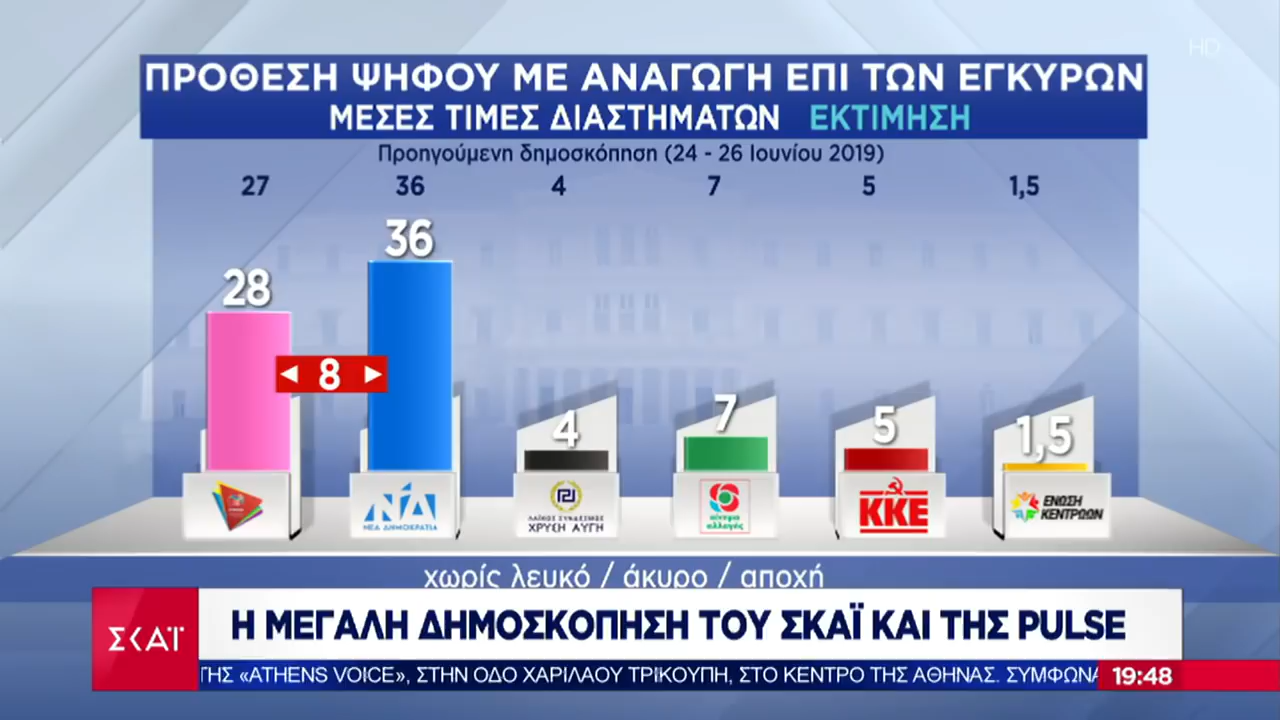 HD
ΠΡΟΘΕΣΗ ΨΗΦΟΥ ΜΕ ΑΝΑΓΩΓΗ ΕΠΙ ΤΩΝ ΕΓΚΥΡΩΝ
ΜΕΣΕΣ ΤΙΜΕΣ ΔΙΑΣΤΗΜΑΤΩΝ ΕΚΤΙΜΗΣΗ
Προηγούμενη δημοσκόπηση (24 - 26 Ιουνίου 2019)
27 36 4 7 5 1,5
28 36 4 7 5 1,5
8
ΝΔ
ΝΕΑ ΔΗΜΟΚΡΑΤΙΑ
ΛΑΪΚΟΣ ΣΥΝΔΕΣΜΟΣ
ΧΡΥΣΗ ΑΥΓΗ
κίνημα
αλλαγής
ΚΚΕ
ΕΝΩΣΗ
ΚΕΝΤΡΩΩΝ
χωρίς λευκό / άκυρο / αποχή
ΣΚΑΪ
Η ΜΕΓΑΛΗ ΔΗΜΟΣΚΟΠΗΣΗ ΤΟΥ ΣΚΑΪ ΚΑΙ ΤΗΣ PULSE
ΤΗΣ «ATHENS VOICE», ΣΤΗΝ ΟΔΟ ΧΑΡΙΛΑΟΥ ΤΡΙΚΟΥΠΗ, ΣΤΟ ΚΕΝΤΡΟ ΤΗΣ ΑΘΗΝΑΣ. ΣΥΜΦΩΝΑ
19:48